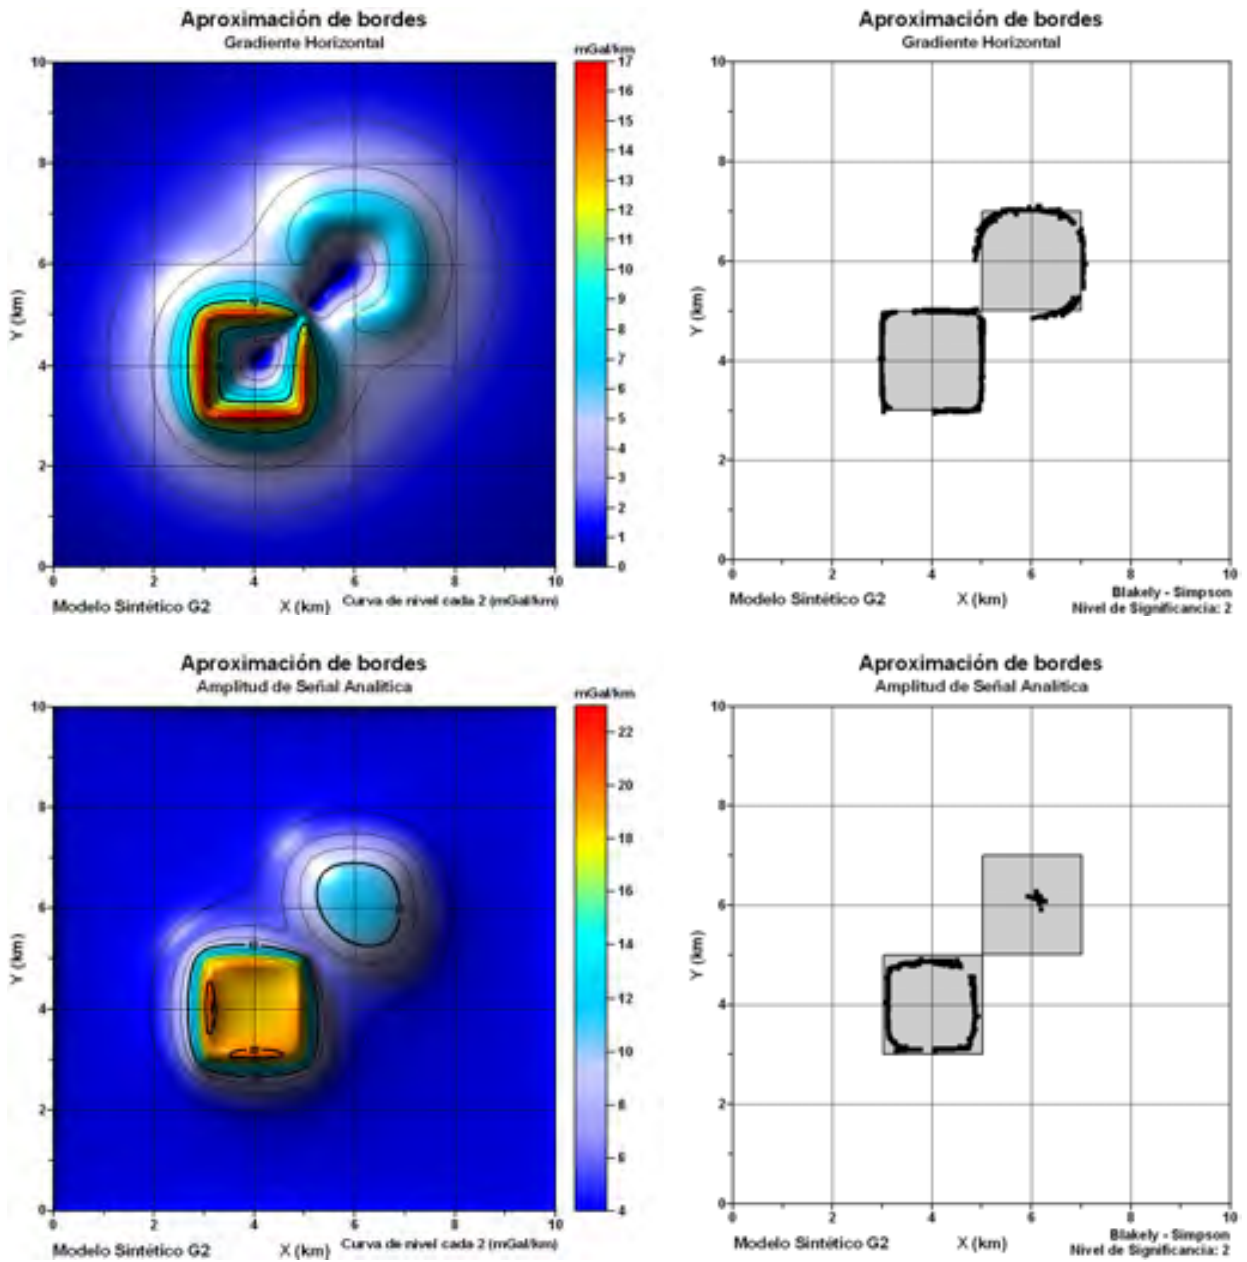 Aproximación de bordes
Gradiente Horizontal
mGal/km
17
16
15
14
13
12
11
10
9
8
7
6
5
4
3
2
1
0
10
8
6
4
2
0
Y (km)
0 2 4 6 8 10
Modelo Sintético G2 X (km) Curva de nivel cada 2 (mGal/km)
Aproximación de bordes
Gradiente Horizontal
10
8
6
4
2
0
Y (km)
0 2 4 6 8 10
Modelo Sintético G2 X (km) Blakely - Simpson
Nivel de Significancia: 2
Aproximación de bordes
Amplitud de Señal Analítica
mGal/km
22
20
18
16
14
12
10
8
6
4
10
8
6
4
2
0
Y (km)
0 2 4 6 8 10
Modelo Sintético G2 X (km) Curva de nivel cada 2 (mGal/km)
Aproximación de bordes
Amplitud de Señal Analítica
10
8
6
4
2
0
Y (km)
0 2 4 6 8 10
Modelo Sintético G2 X (km) Blakely - Simpson
Nivel de Significancia: 2